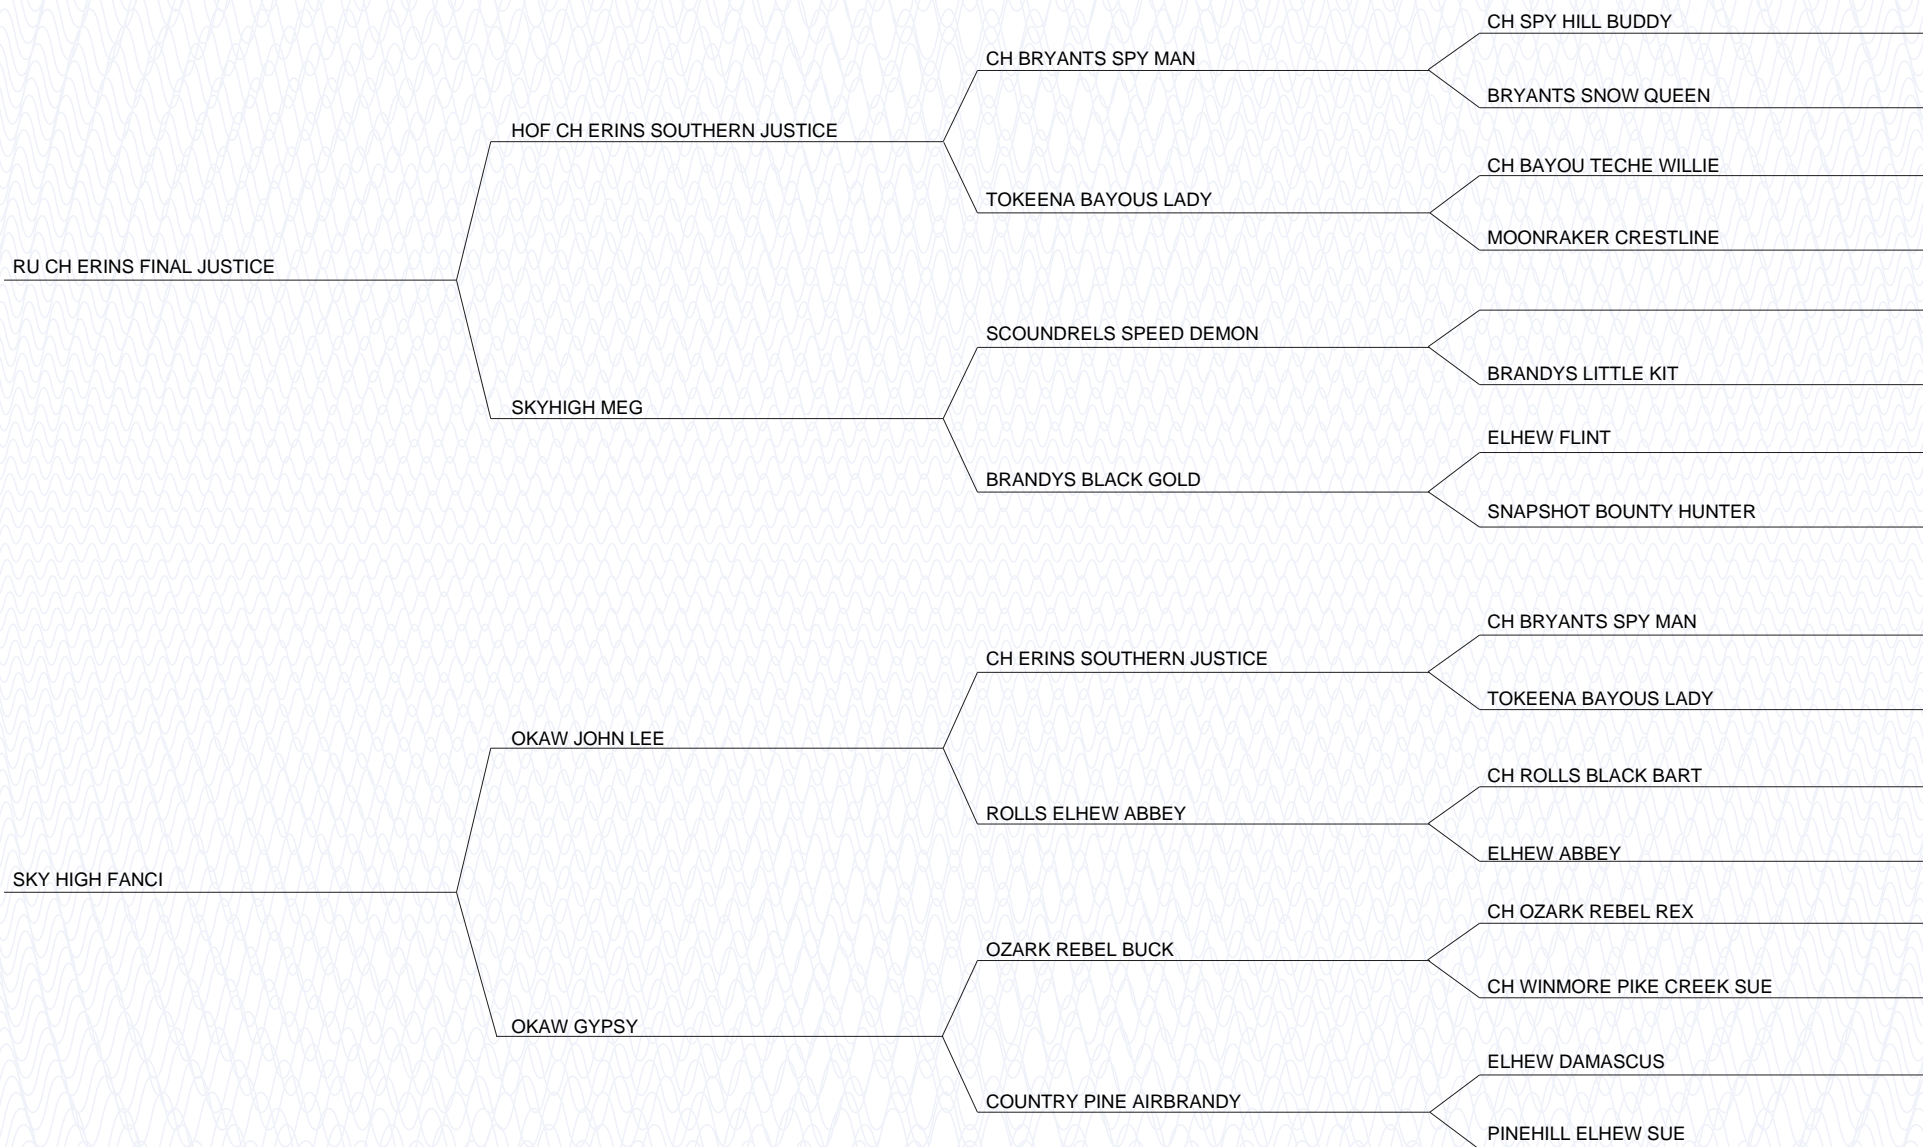 CH SPY HILL BUDDY
CH BRYANTS SPY MAN
BRYANTS SNOW QUEEN
HOF CH ERINS SOUTHERN JUSTICE
CH BAYOU TECHE WILLIE
TOKEENA BAYOUS LADY
MOONRAKER CRESTLINE
RU CH ERINS FINAL JUSTICE
SCOUNDRELS SPEED DEMON
BRANDYS LITTLE KIT
SKYHIGH MEG
ELHEW FLINT
BRANDYS BLACK GOLD
SNAPSHOT BOUNTY HUNTER
CH BRYANTS SPY MAN
CH ERINS SOUTHERN JUSTICE
TOKEENA BAYOUS LADY
OKAW JOHN LEE
CH ROLLS BLACK BART
ROLLS ELHEW ABBEY
ELHEW ABBEY
SKY HIGH FANCI
CH OZARK REBEL REX
OZARK REBEL BUCK
CH WINMORE PIKE CREEK SUE
OKAW GYPSY
ELHEW DAMASCUS
COUNTRY PINE AIRBRANDY
PINEHILL ELHEW SUE